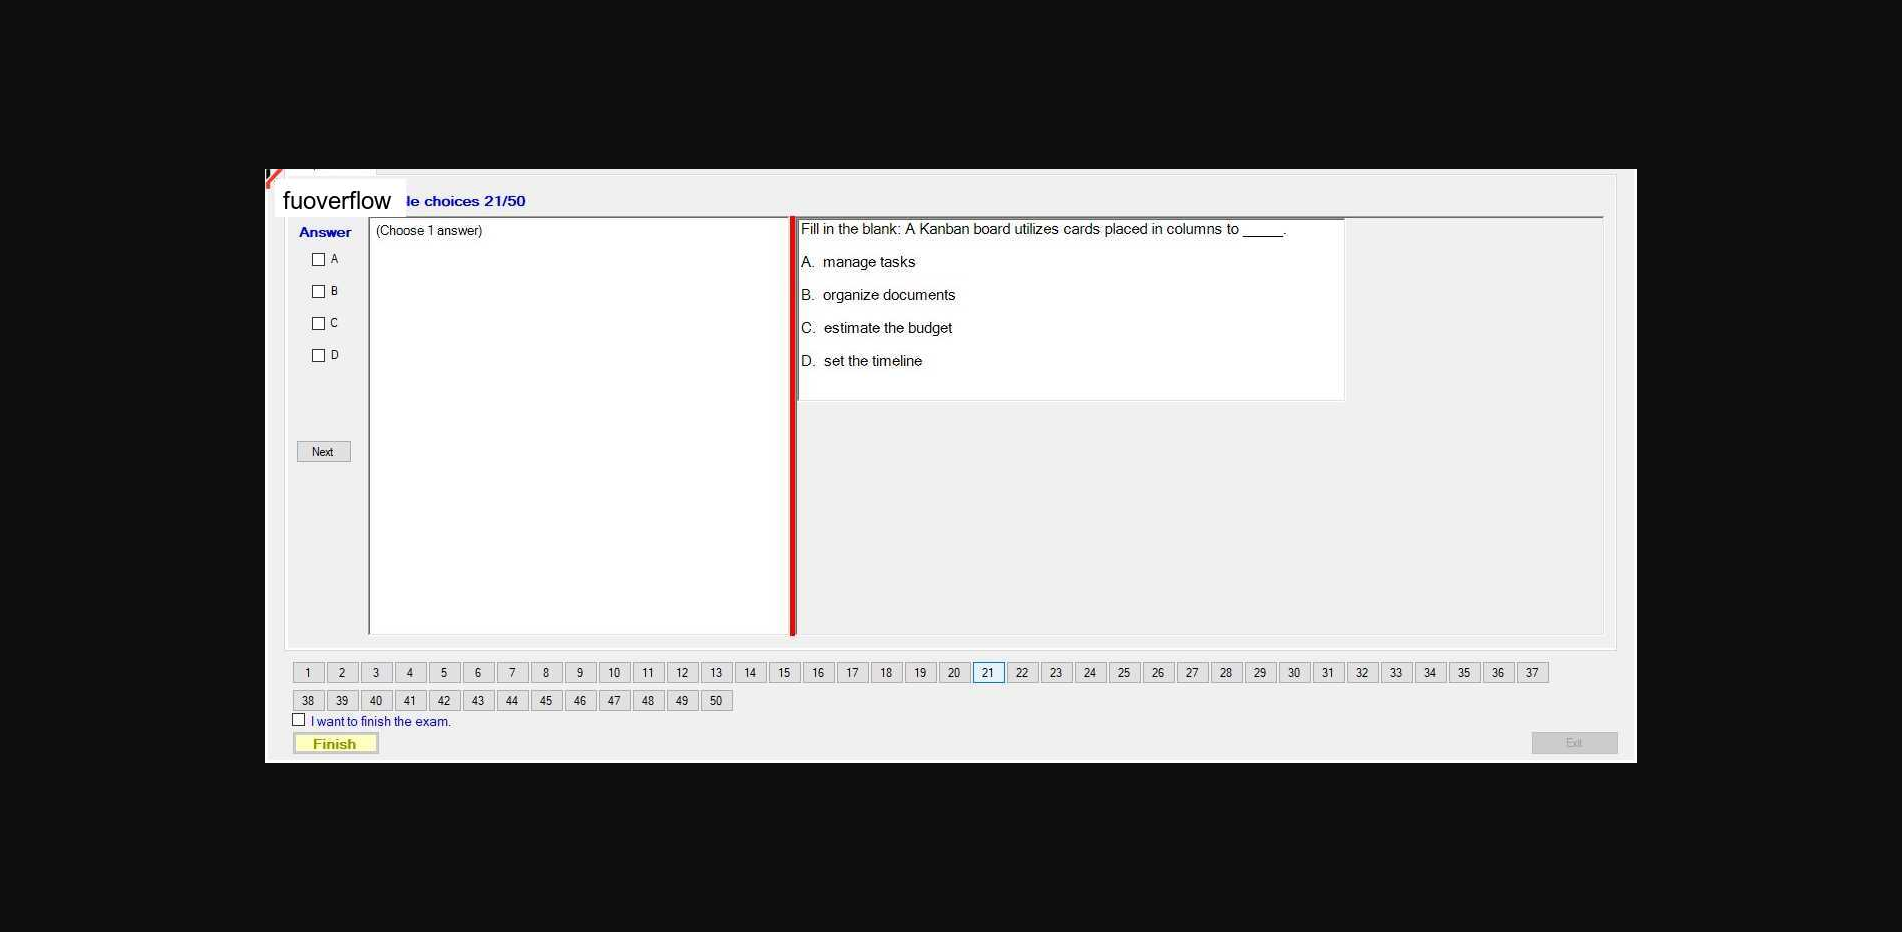 fuoverflow
le choices 21/50
Answer
(Choose 1 answer)
A
B
C
D
Next
Fill in the blank: A Kanban board utilizes cards placed in columns to _____.
A. manage tasks
B. organize documents
C. estimate the budget
D. set the timeline
1 2 3 4 5 6 7 8 9 10 11 12 13 14 15 16 17 18 19 20 21 22 23 24 25 26 27 28 29 30 31 32 33 34 35 36 37
38 39 40 41 42 43 44 45 46 47 48 49 50
I want to finish the exam.
Finish
Exit